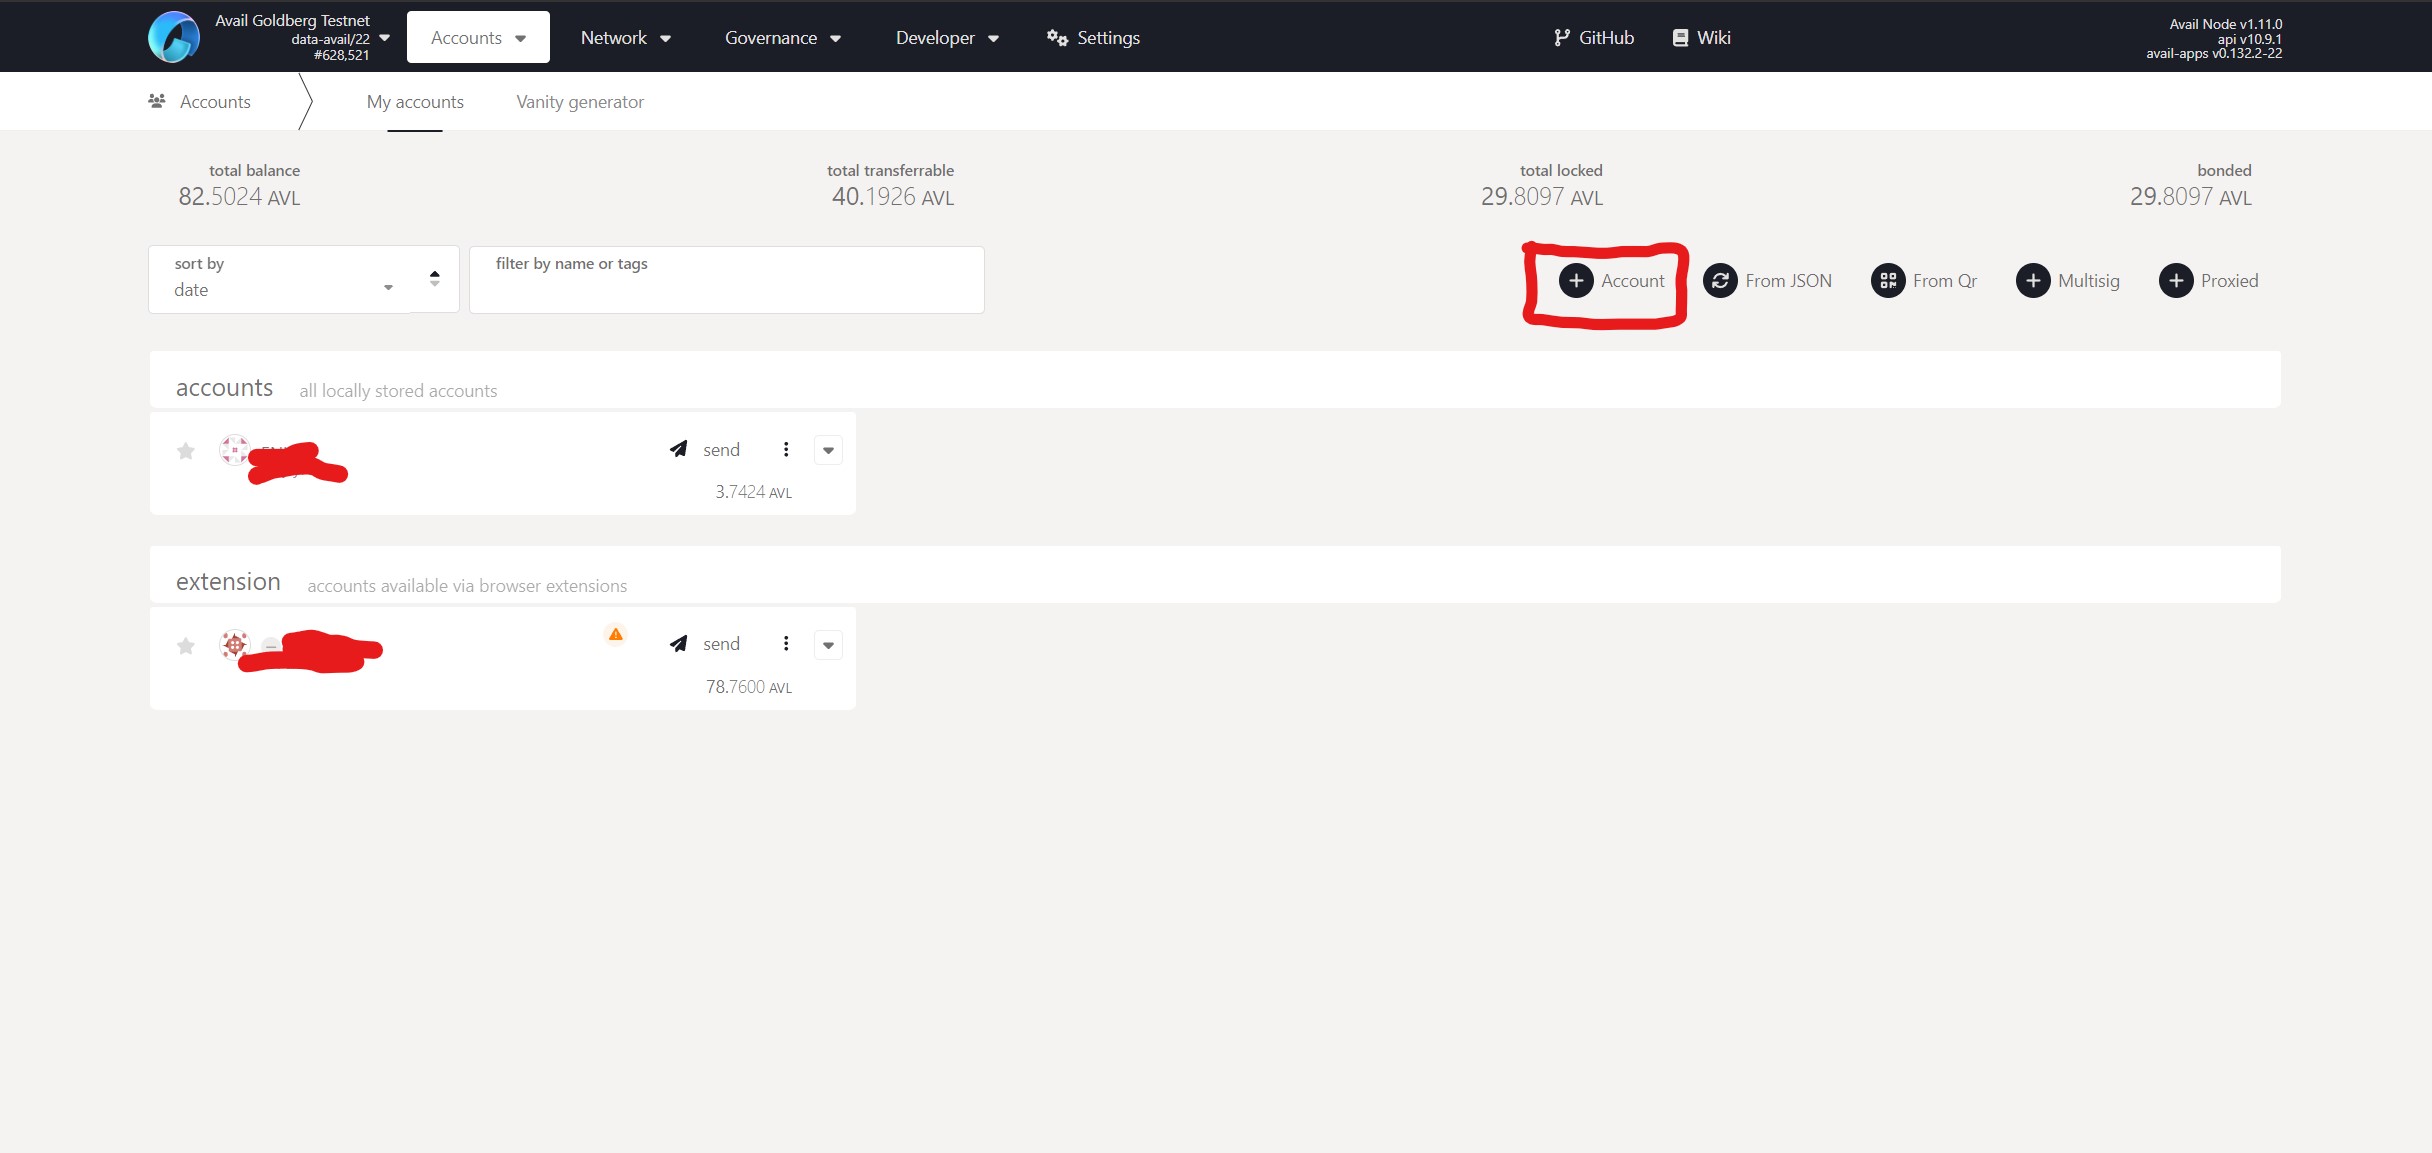 Avail Goldberg Testnet
data-avail/22
#628,521
Accounts
Network
Governance
Developer
Settings
GitHub
Wiki
Avail Node v1.11.0
api v10.9.1
avail-apps v0.132.2-22
Accounts
My accounts
Vanity generator
total balance
82.5024 AVL
total transferrable
40.1926 AVL
total locked
29.8097 AVL
bonded
29.8097 AVL
sort by
date
filter by name or tags
Account
From JSON
From Qr
Multisig
Proxied
accounts all locally stored accounts
send
3.7424 AVL
extension accounts available via browser extensions
send
78.7600 AVL